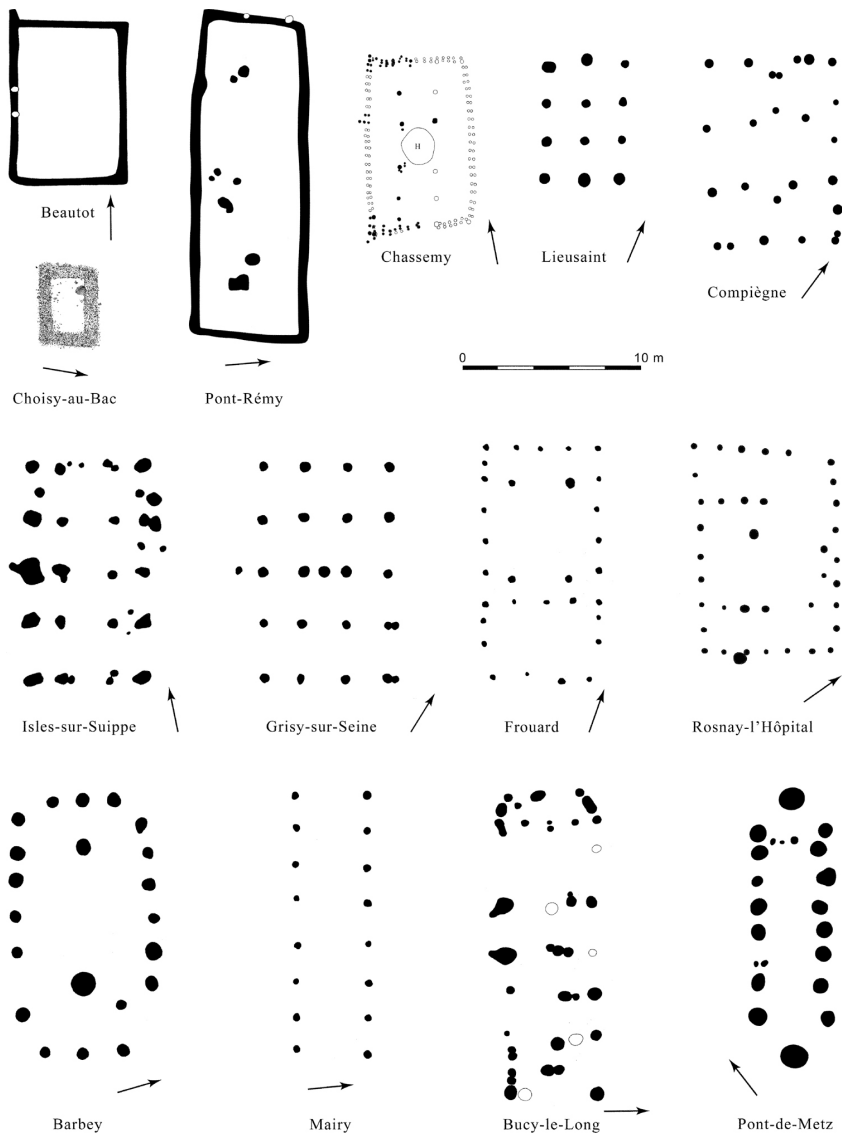 H
Beautot
Chassemy
Lieusaint
Compiègne
0 10 m
Choisy-au-Bac
Pont-Rémy
Isles-sur-Suippe
Grisy-sur-Seine
Frouard
Rosnay-l'Hôpital
Barbey
Mairy
Bucy-le-Long
Pont-de-Metz